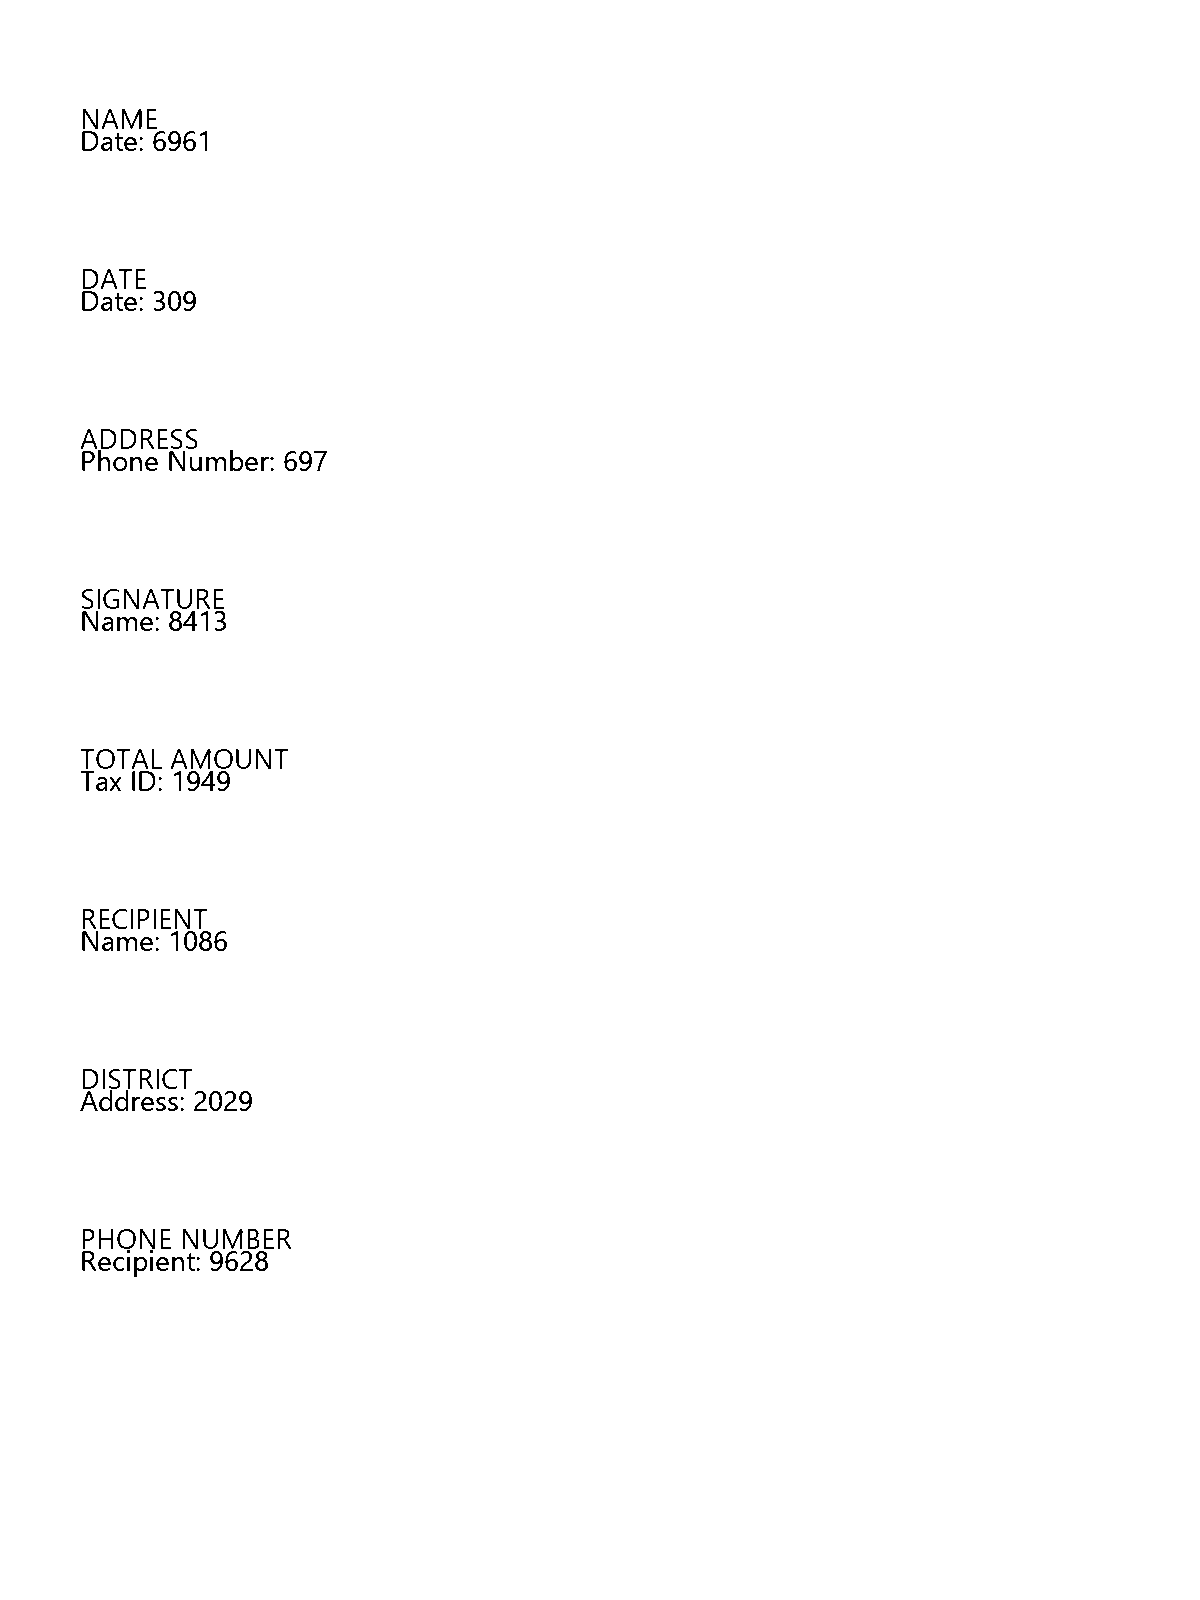 NAME
Date: 6961
DATE
Date: 309
ADDRESS
Phone Number: 697
SIGNATURE
Name: 8413
TOTAL AMOUNT
Tax ID: 1949
RECIPIENT
Name: 1086
DISTRICT
Address: 2029
PHONE NUMBER
Recipient: 9628